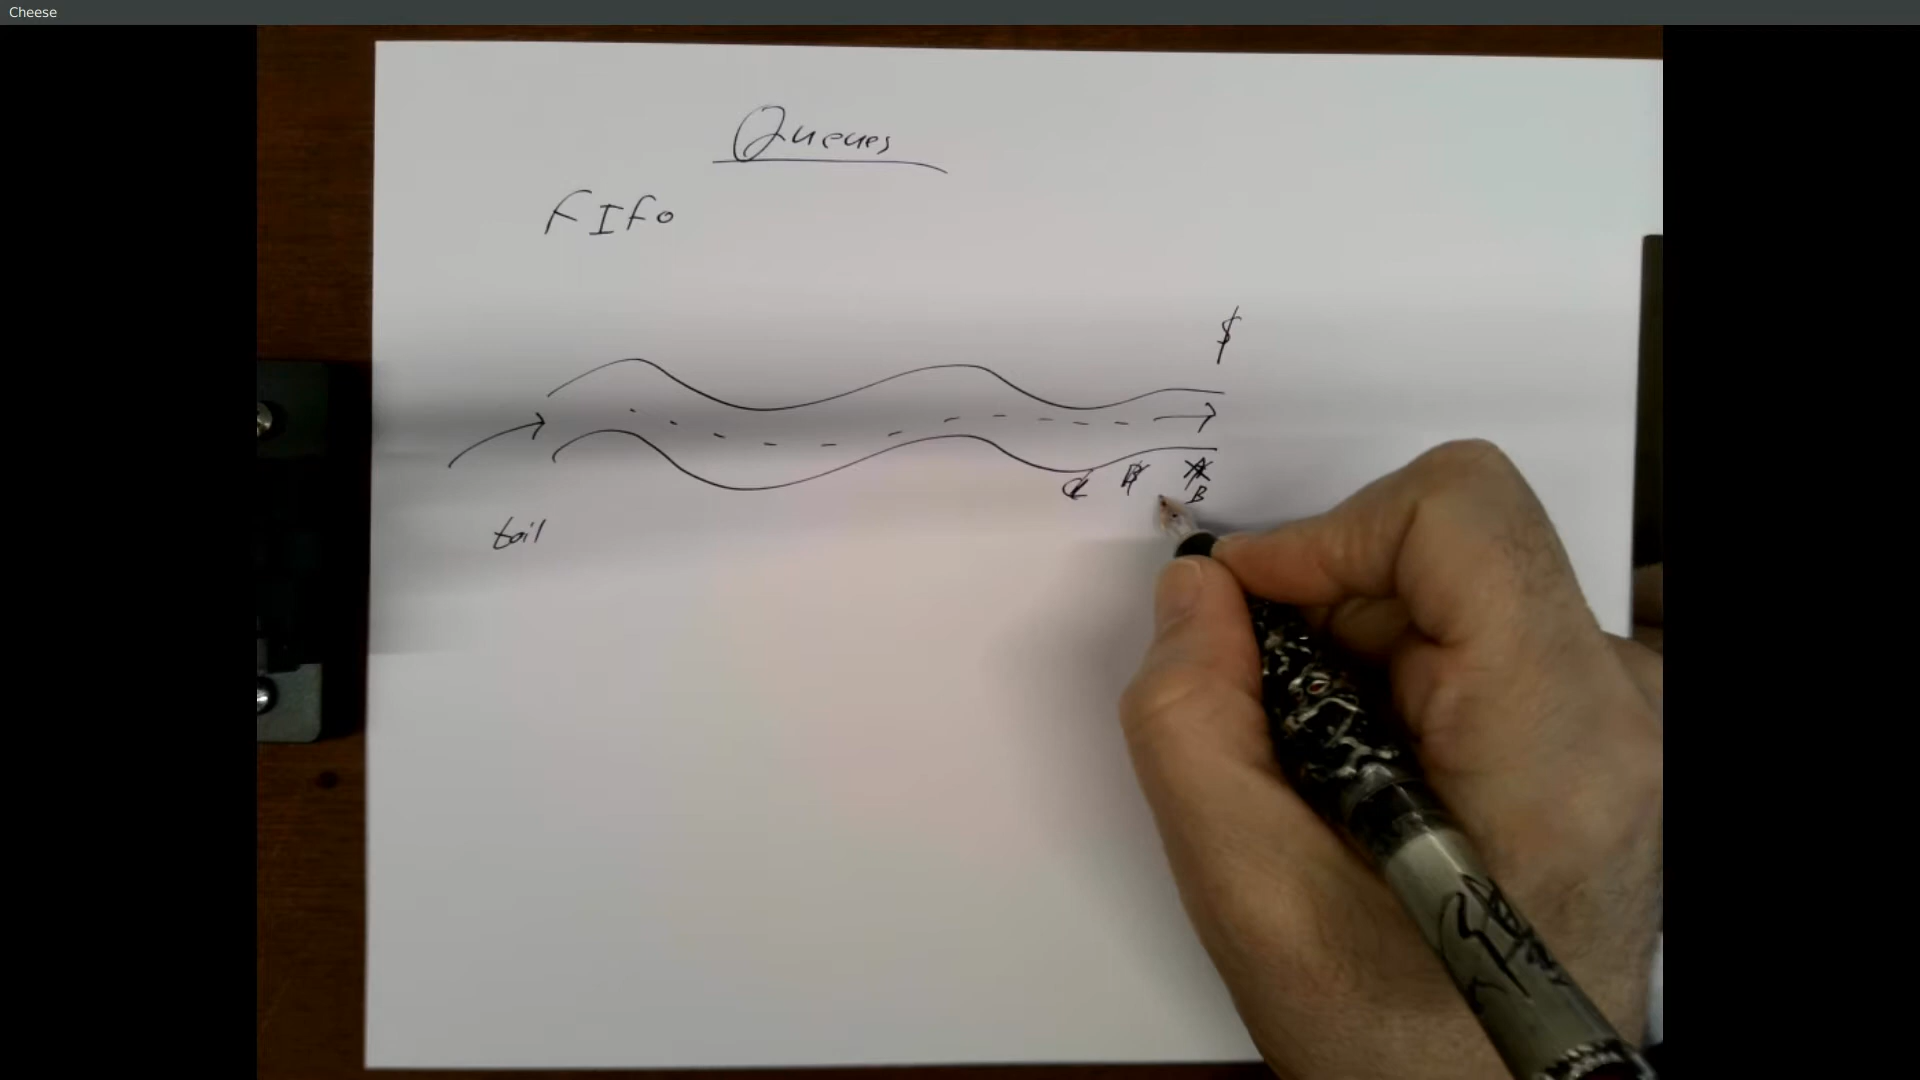 Cheese
Queues
FIFO
$
C B A
B
tail